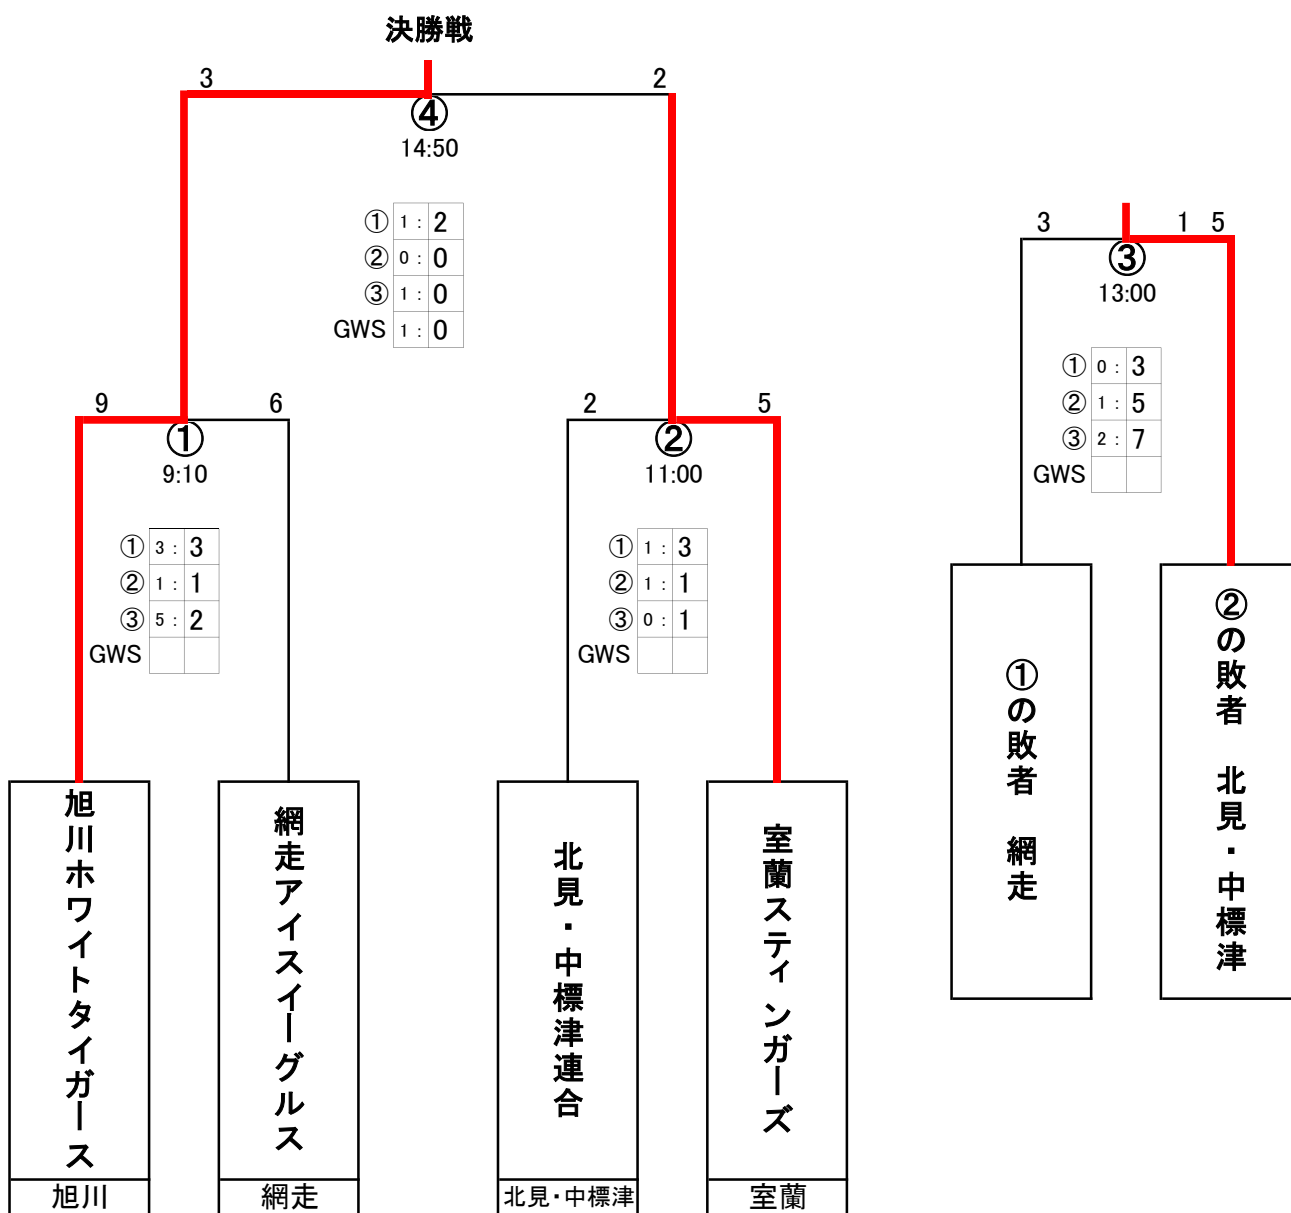 決勝戦
3 2
④
14:50
① 1 : 2
② 0 : 0
③ 1 : 0
GWS 1 : 0
3 1 5
③
13:00
① 0 : 3
② 1 : 5
③ 2 : 7
GWS
9 6
①
9:10
① 3 : 3
② 1 : 1
③ 5 : 2
GWS
2 5
②
11:00
① 1 : 3
② 1 : 1
③ 0 : 1
GWS
旭川ホワイトタイガース
網走アイスイーグルス
北見・中標津連合
室蘭スティンガーズ
①の敗者 網走
②の敗者 北見・中標津
旭川
網走
北見・中標津
室蘭